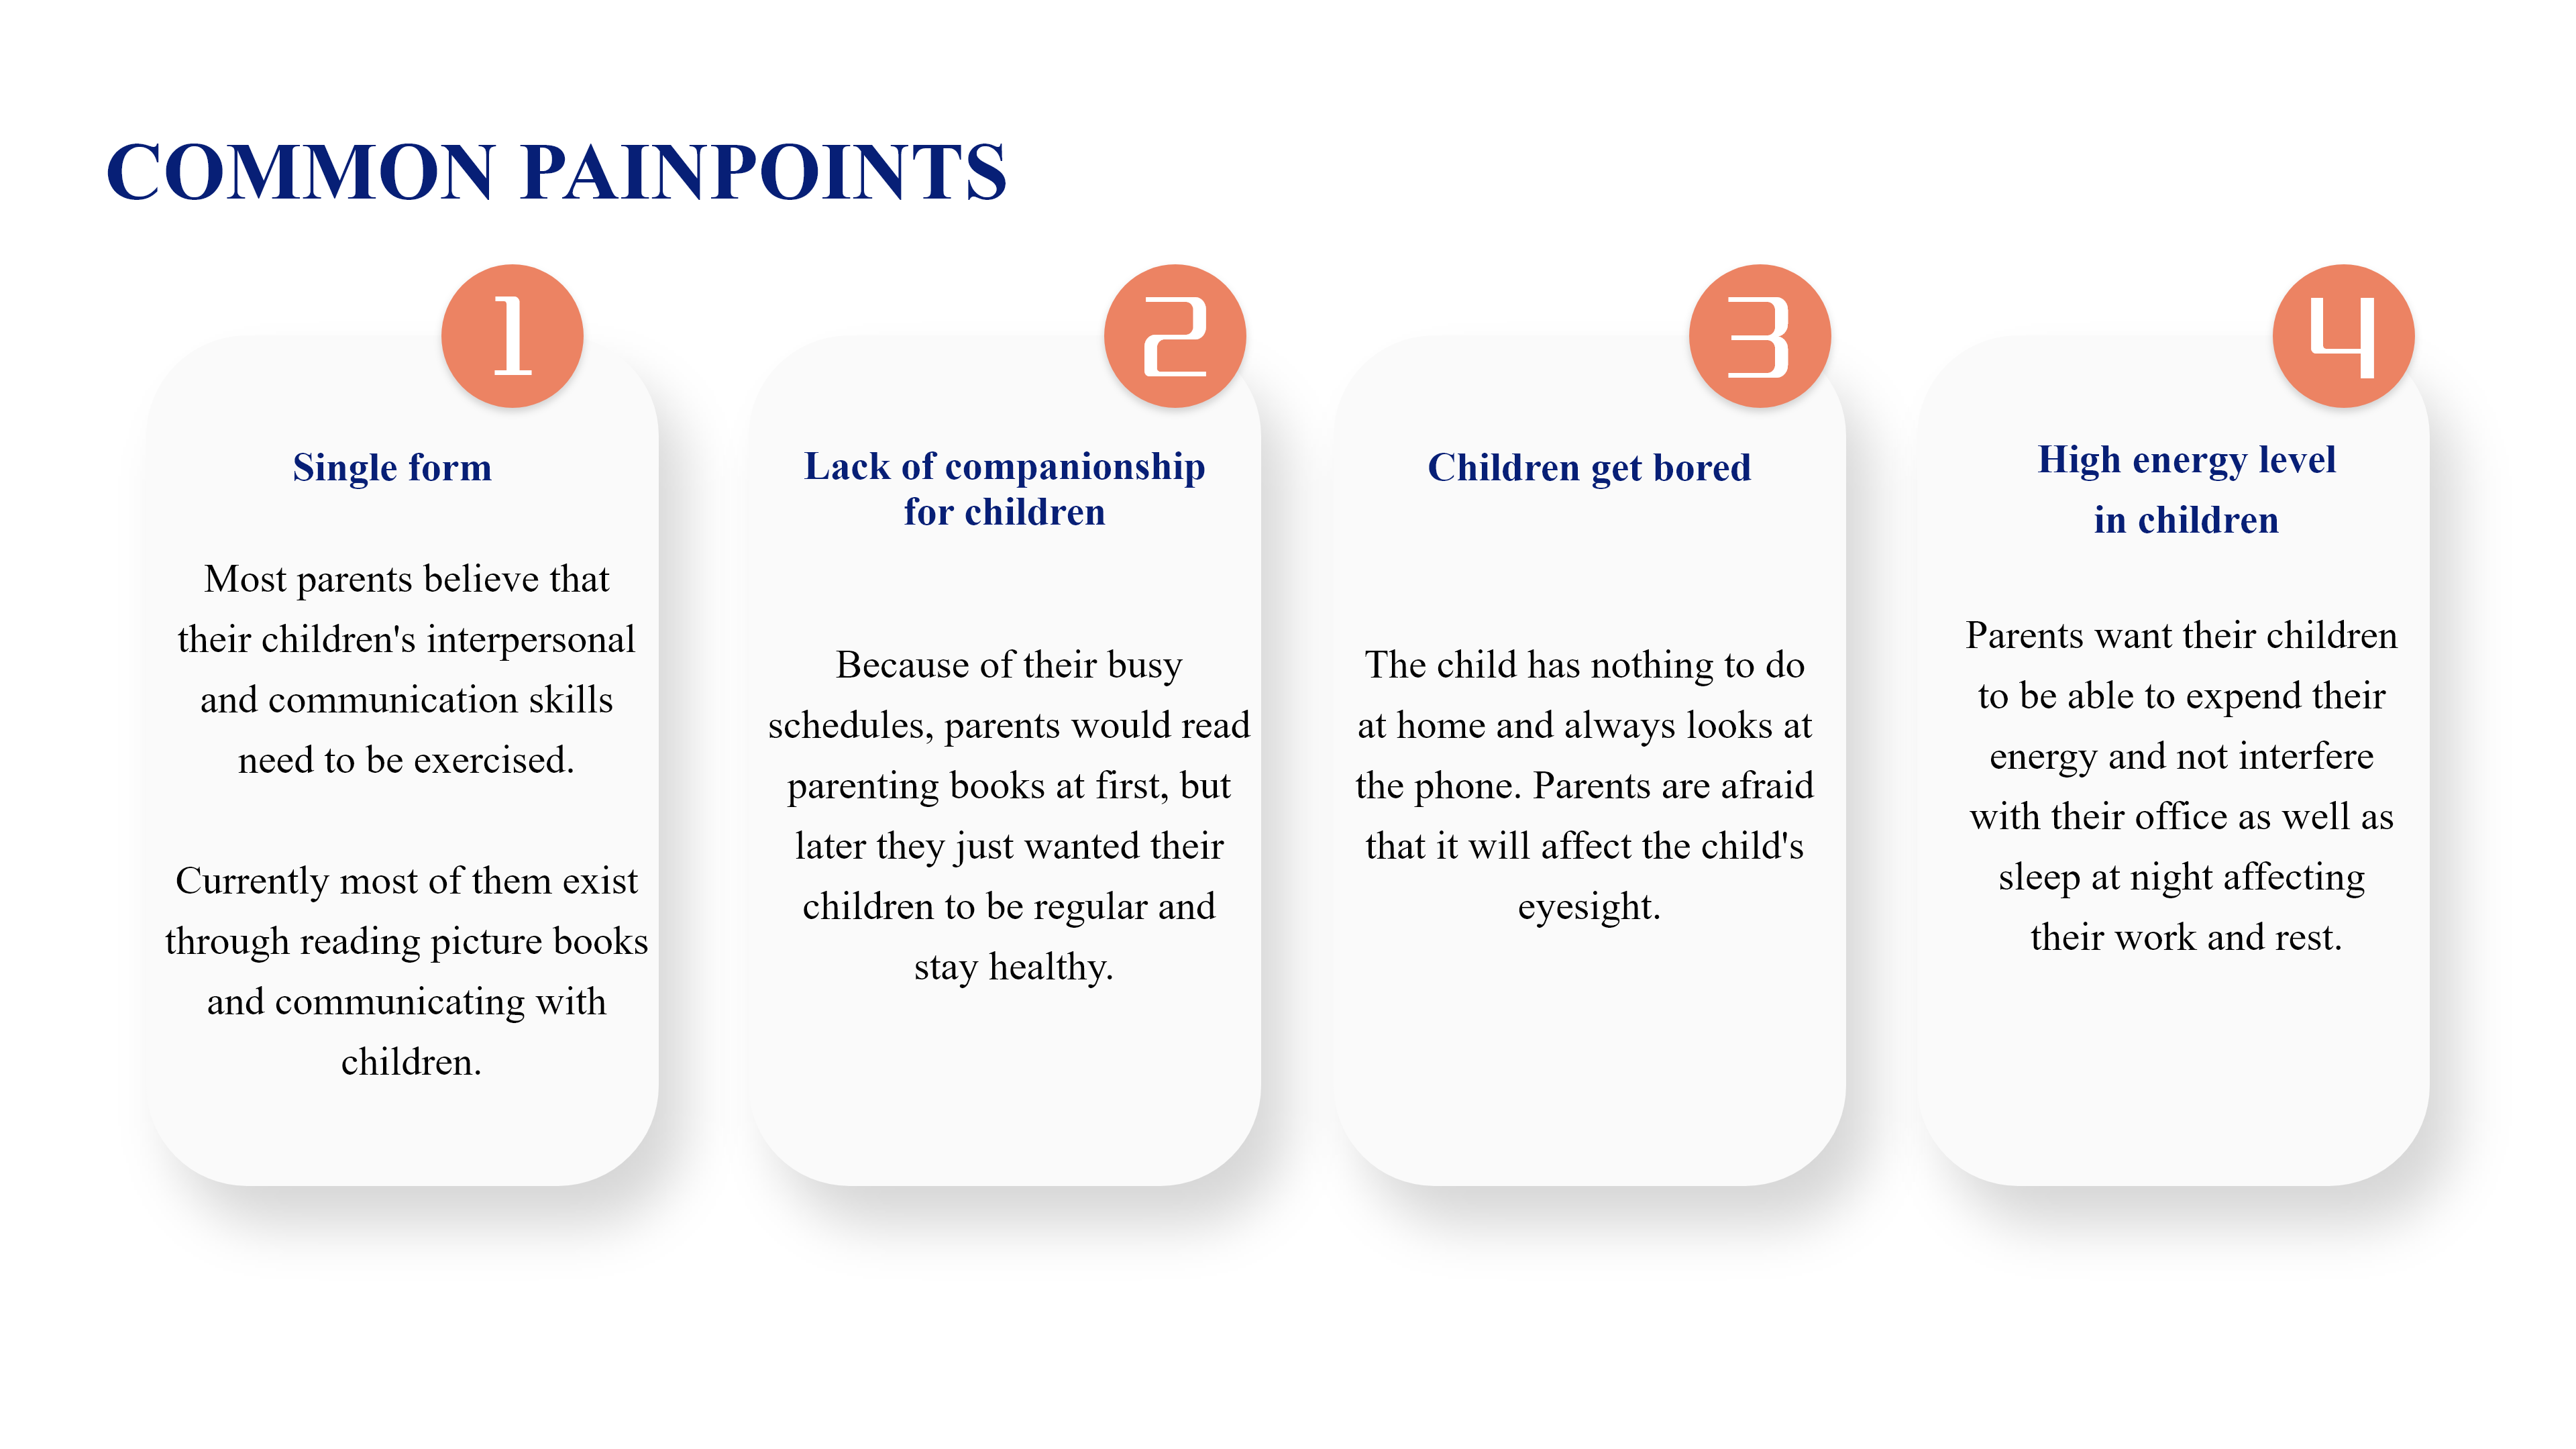 COMMON PAINPOINTS
1
Single form
Most parents believe that
their children's interpersonal
and communication skills
need to be exercised.
Currently most of them exist
through reading picture books
and communicating with
children.
2
Lack of companionship
for children
Because of their busy
schedules, parents would read
parenting books at first, but
later they just wanted their
children to be regular and
stay healthy.
3
Children get bored
The child has nothing to do
at home and always looks at
the phone. Parents are afraid
that it will affect the child's
eyesight.
4
High energy level
in children
Parents want their children
to be able to expend their
energy and not interfere
with their office as well as
sleep at night affecting
their work and rest.